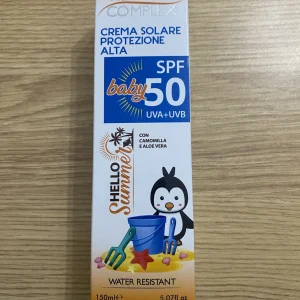 COMPLEX
CREMA SOLARE
PROTEZIONE
ALTA
SPF
baby 50
UVA+UVB
CON
CAMOMILLA
E ALOE VERA
HELLO
Summer
WATER RESISTANT
150ml e 5.07fl oz